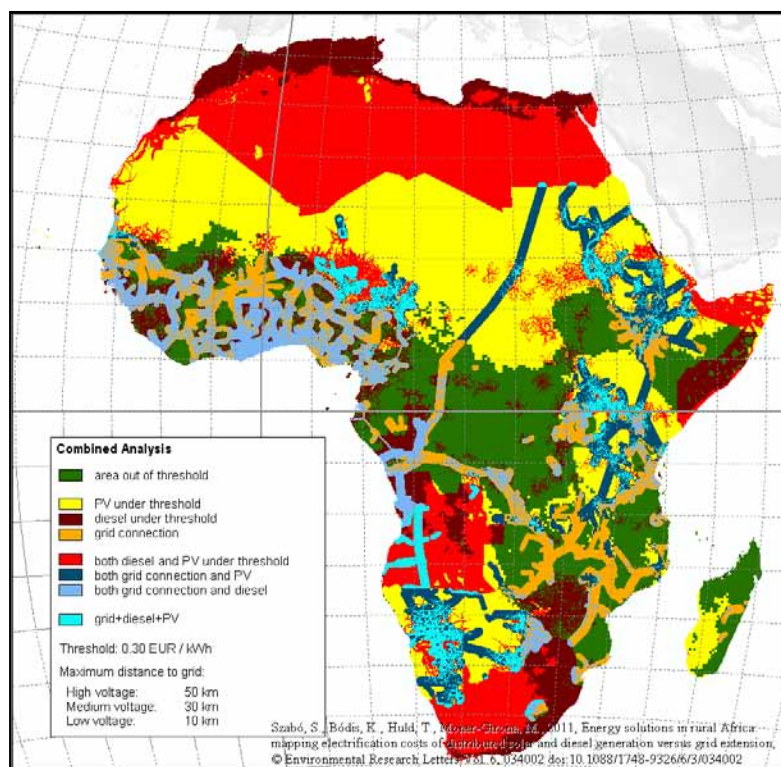 Combined Analysis
area out of threshold
PV under threshold
diesel under threshold
grid connection
both diesel and PV under threshold
both grid connection and PV
both grid connection and diesel
grid+diesel+PV
Threshold: 0.30 EUR / kWh
Maximum distance to grid:
High voltage: 50 km
Medium voltage: 30 km
Low voltage: 10 km
Szabó, S., Bódis, K., Huld, T., Moner-Girona, M., 2011, Energy solutions in rural Africa:
mapping electrification costs of distributed solar and diesel generation versus grid extension,
© Environmental Research Letters, Vol. 6, 034002 doi:10.1088/1748-9326/6/3/034002